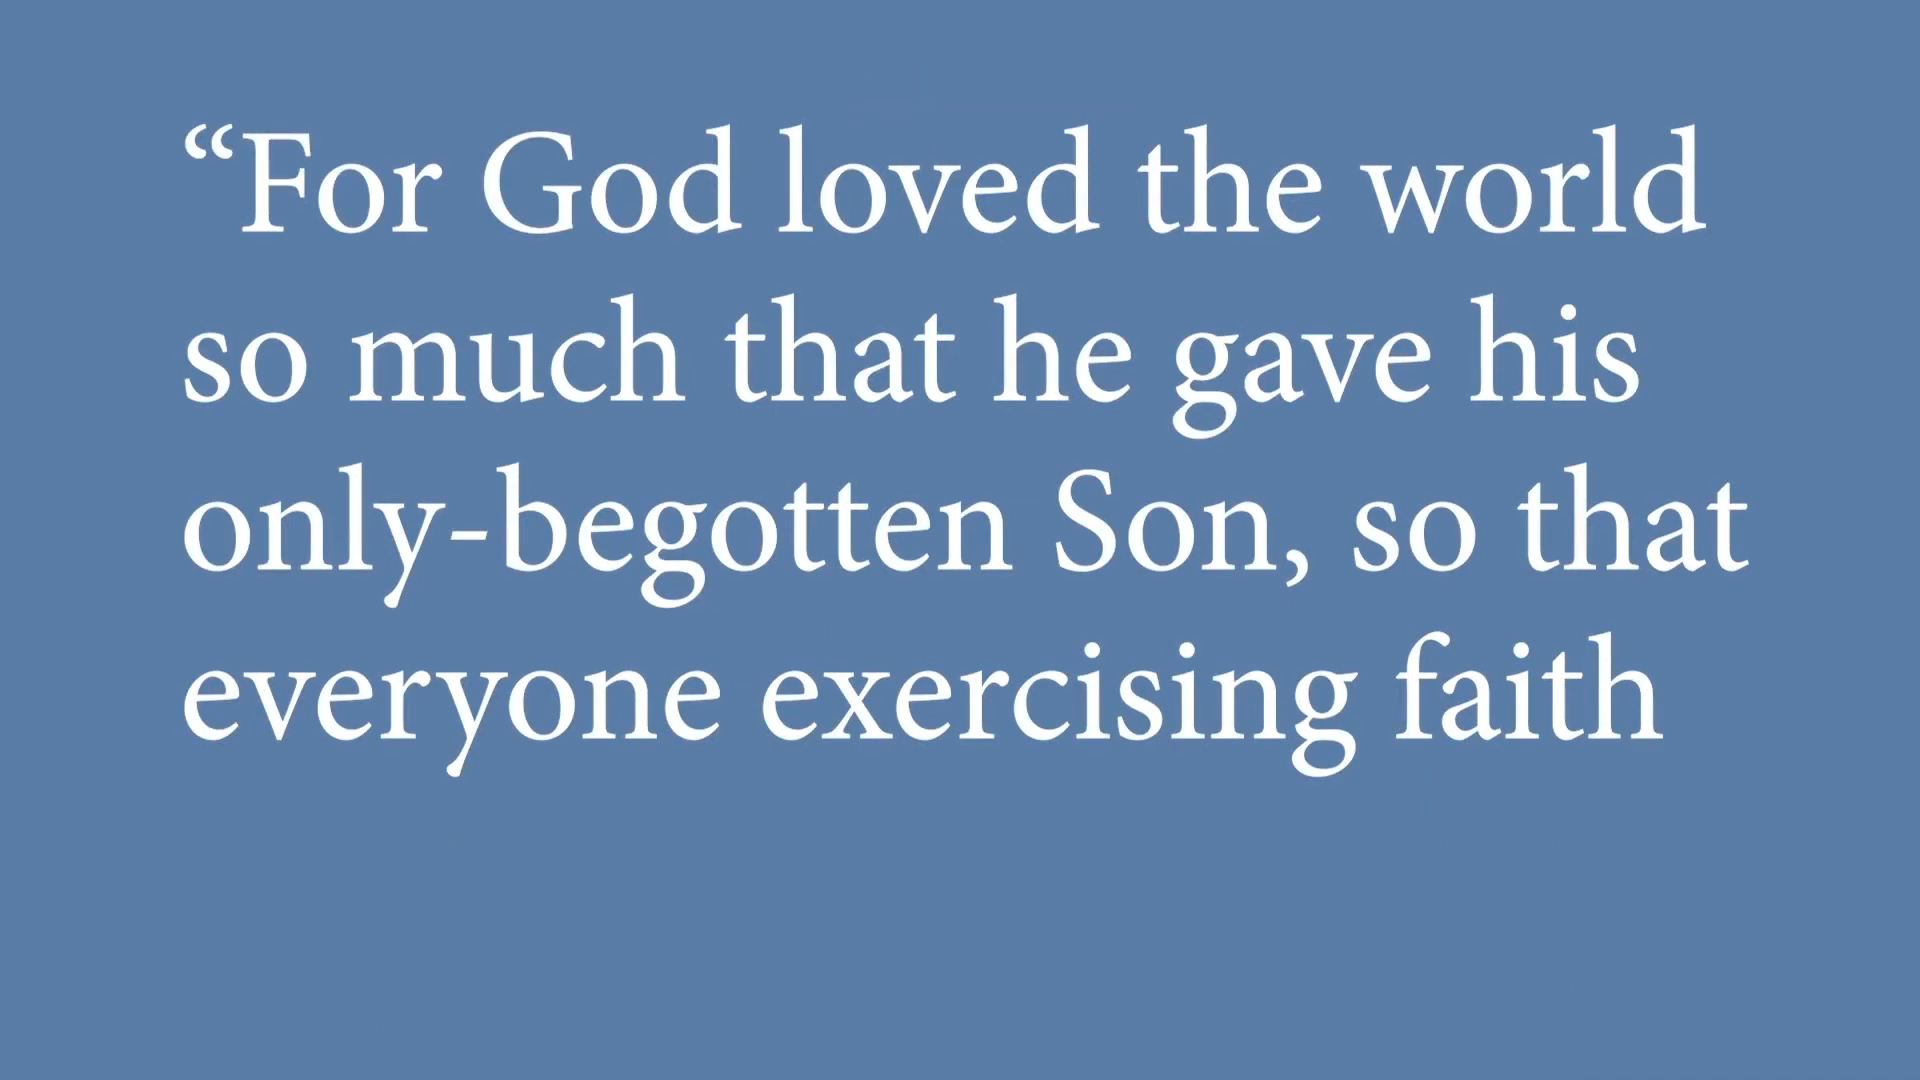 “For God loved the world
so much that he gave his
only-begotten Son, so that
everyone exercising faith